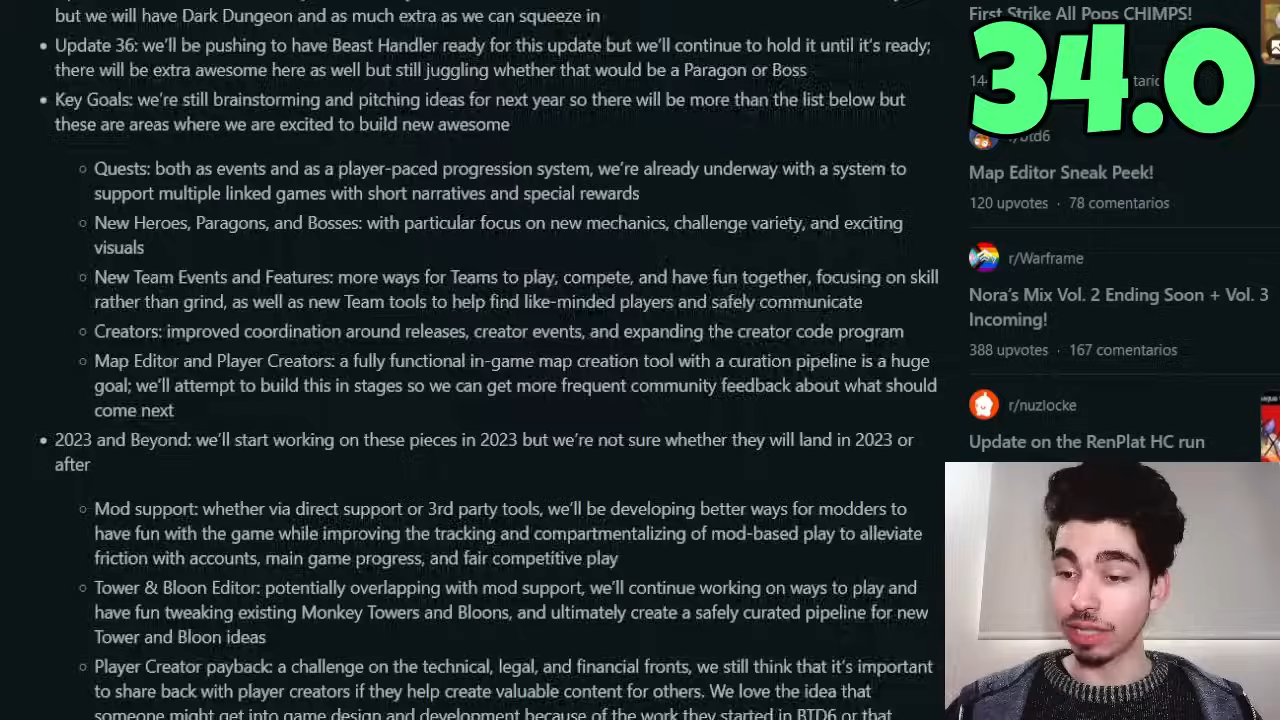 but we will have Dark Dungeon and as much extra as we can squeeze in
Update 36: we'll be pushing to have Beast Handler ready for this update but we'll continue to hold it until it's ready;
there will be extra awesome here as well but still juggling whether that would be a Paragon or Boss
Key Goals: we're still brainstorming and pitching ideas for next year so there will be more than the list below but
these are areas where we are excited to build new awesome
Quests: both as events and as a player-paced progression system, we're already underway with a system to
support multiple linked games with short narratives and special rewards
New Heroes, Paragons, and Bosses: with particular focus on new mechanics, challenge variety, and exciting
visuals
New Team Events and Features: more ways for Teams to play, compete, and have fun together, focusing on skill
rather than grind, as well as new Team tools to help find like-minded players and safely communicate
Creators: improved coordination around releases, creator events, and expanding the creator code program
Map Editor and Player Creators: a fully functional in-game map creation tool with a curation pipeline is a huge
goal; we'll attempt to build this in stages so we can get more frequent community feedback about what should
come next
2023 and Beyond: we'll start working on these pieces in 2023 but we're not sure whether they will land in 2023 or
after
Mod support: whether via direct support or 3rd party tools, we'll be developing better ways for modders to
have fun with the game while improving the tracking and compartmentalizing of mod-based play to alleviate
friction with accounts, main game progress, and fair competitive play
Tower & Bloon Editor: potentially overlapping with mod support, we'll continue working on ways to play and
have fun tweaking existing Monkey Towers and Bloons, and ultimately create a safely curated pipeline for new
Tower and Bloon ideas
Player Creator payback: a challenge on the technical, legal, and financial fronts, we still think that it's important
to share back with player creators if they help create valuable content for others. We love the idea that
someone might get into game design and development because of the work they started in BTD6 or that
First Strike All Pops CHIMPS!
34.0
r/btd6
Map Editor Sneak Peek!
120 upvotes · 78 comentarios
r/Warframe
Nora's Mix Vol. 2 Ending Soon + Vol. 3
Incoming!
388 upvotes · 167 comentarios
r/nuzlocke
Update on the RenPlat HC run